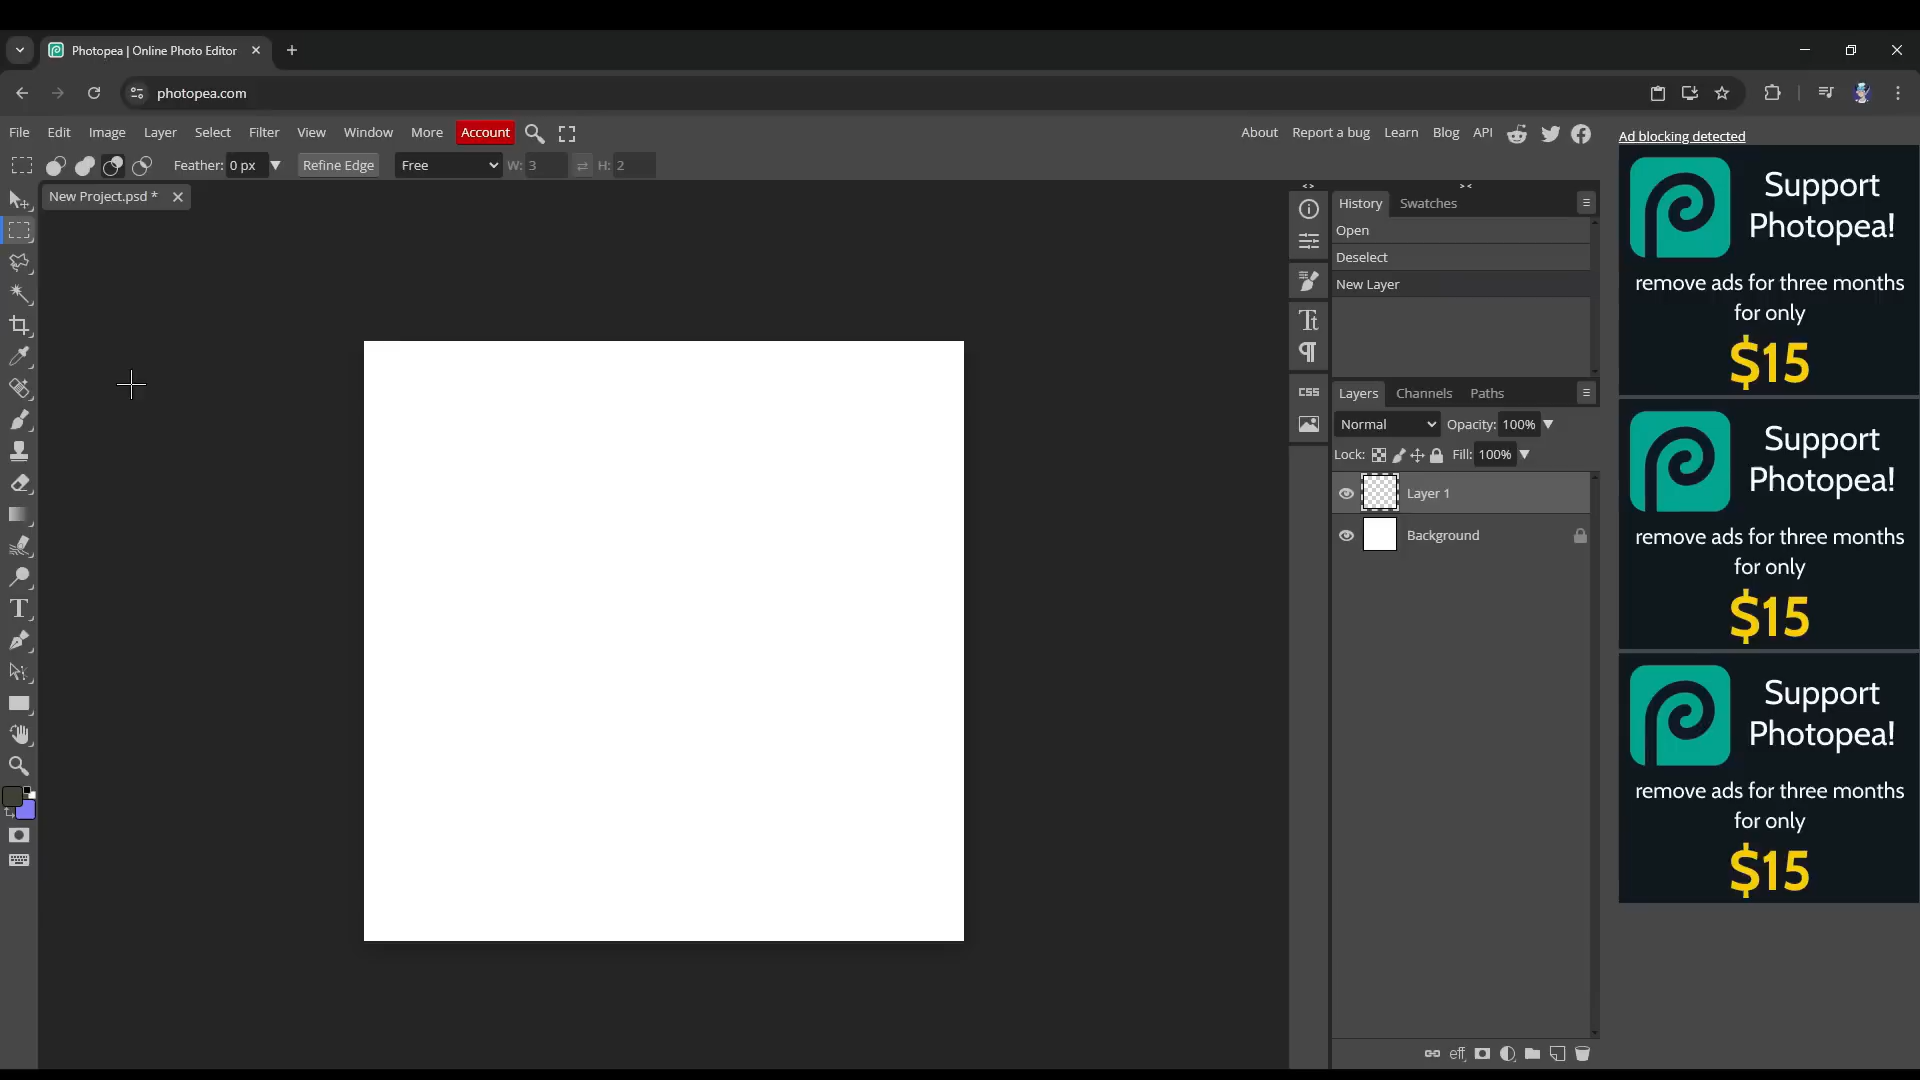 Photopea | Online Photo Editor
photopea.com
File Edit Image Layer Select Filter View Window More Account
About Report a bug Learn Blog API
Feather: 0 px Refine Edge Free W: 3 H: 2
New Project.psd *
History Swatches
Open
Deselect
New Layer
CSS
Layers Channels Paths
Normal Opacity: 100%
Lock: Fill: 100%
Layer 1
Background
eff
Ad blocking detected
Support
Photopea!
remove ads for three months
for only
$15
Support
Photopea!
remove ads for three months
for only
$15
Support
Photopea!
remove ads for three months
for only
$15